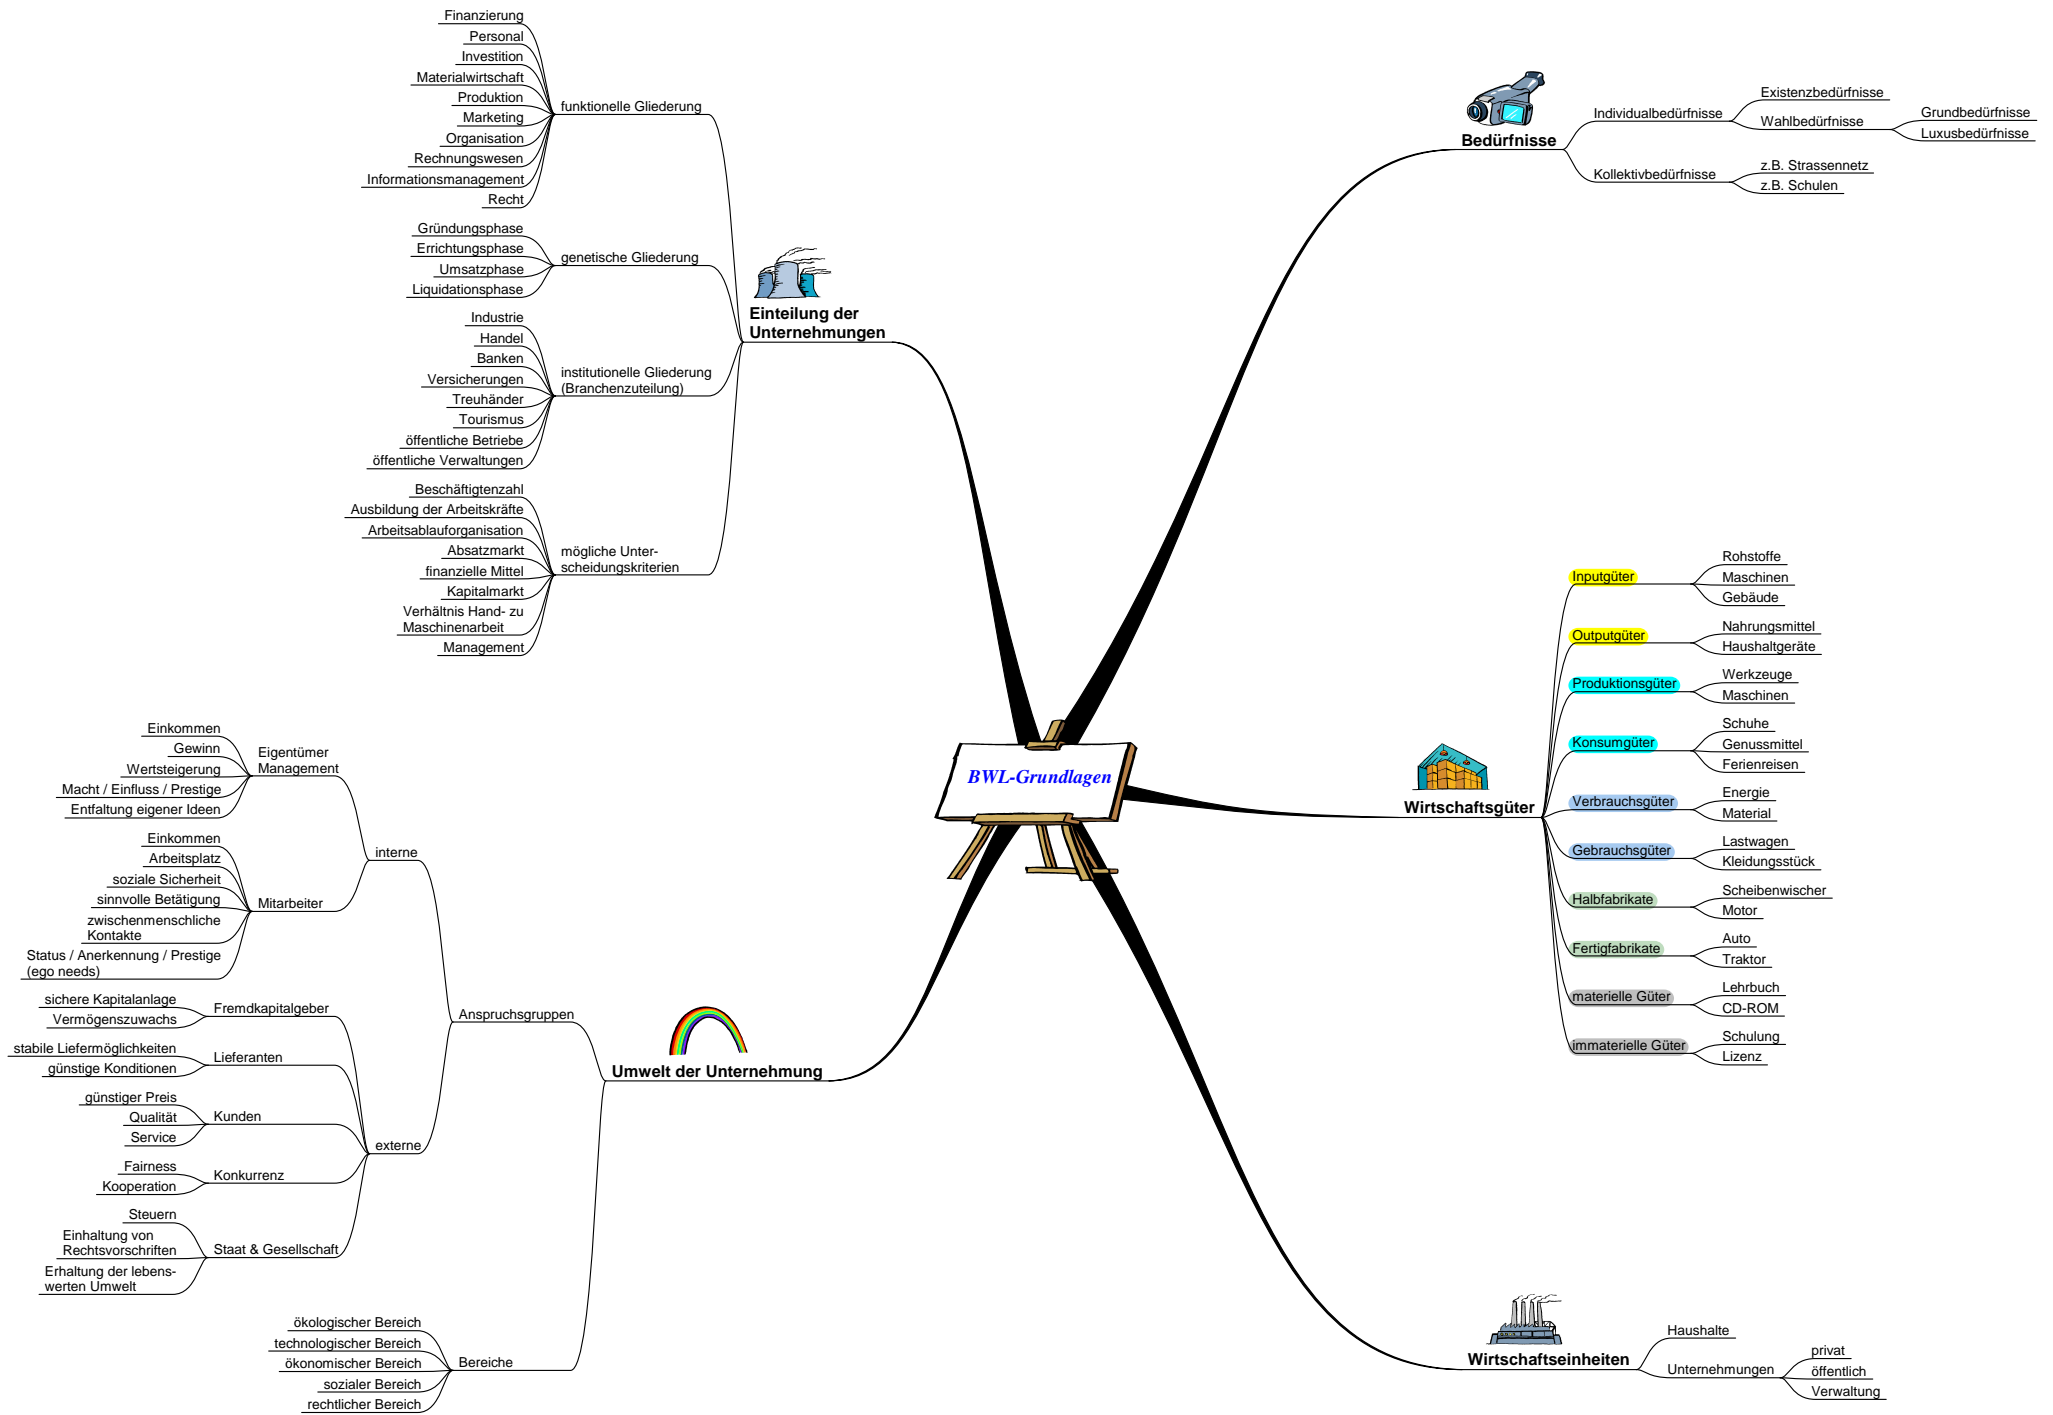 BWL-Grundlagen
Bedürfnisse
Individualbedürfnisse
Existenzbedürfnisse
Wahlbedürfnisse
Grundbedürfnisse
Luxusbedürfnisse
Kollektivbedürfnisse
z.B. Strassennetz
z.B. Schulen
Wirtschaftsgüter
Inputgüter
Rohstoffe
Maschinen
Gebäude
Outputgüter
Nahrungsmittel
Haushaltgeräte
Produktionsgüter
Werkzeuge
Maschinen
Konsumgüter
Schuhe
Genussmittel
Ferienreisen
Verbrauchsgüter
Energie
Material
Gebrauchsgüter
Lastwagen
Kleidungsstück
Halbfabrikate
Scheibenwischer
Motor
Fertigfabrikate
Auto
Traktor
materielle Güter
Lehrbuch
CD-ROM
immaterielle Güter
Schulung
Lizenz
Wirtschaftseinheiten
Haushalte
Unternehmungen
privat
öffentlich
Verwaltung
Umwelt der Unternehmung
Anspruchsgruppen
interne
Eigentümer
Management
Einkommen
Gewinn
Wertsteigerung
Macht / Einfluss / Prestige
Entfaltung eigener Ideen
Mitarbeiter
Einkommen
Arbeitsplatz
soziale Sicherheit
sinnvolle Betätigung
zwischenmenschliche
Kontakte
Status / Anerkennung / Prestige
(ego needs)
externe
Fremdkapitalgeber
sichere Kapitalanlage
Vermögenszuwachs
Lieferanten
stabile Liefermöglichkeiten
günstige Konditionen
Kunden
günstiger Preis
Qualität
Service
Konkurrenz
Fairness
Kooperation
Staat & Gesellschaft
Steuern
Einhaltung von
Rechtsvorschriften
Erhaltung der lebens-
werten Umwelt
Bereiche
ökologischer Bereich
technologischer Bereich
ökonomischer Bereich
sozialer Bereich
rechtlicher Bereich
Einteilung der
Unternehmungen
funktionelle Gliederung
Finanzierung
Personal
Investition
Materialwirtschaft
Produktion
Marketing
Organisation
Rechnungswesen
Informationsmanagement
Recht
genetische Gliederung
Gründungsphase
Errichtungsphase
Umsatzphase
Liquidationsphase
institutionelle Gliederung
(Branchenzuteilung)
Industrie
Handel
Banken
Versicherungen
Treuhänder
Tourismus
öffentliche Betriebe
öffentliche Verwaltungen
mögliche Unter-
scheidungskriterien
Beschäftigtenzahl
Ausbildung der Arbeitskräfte
Arbeitsablauforganisation
Absatzmarkt
finanzielle Mittel
Kapitalmarkt
Verhältnis Hand- zu
Maschinenarbeit
Management